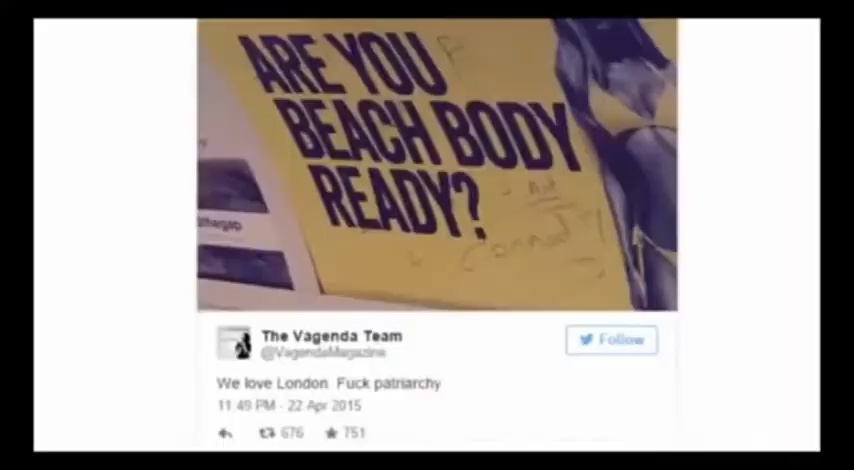 ARE YOU
BEACH BODY
READY?
not
The Vagenda Team
@VagendaMagazine
Follow
We love London. Fuck patriarchy
11:49 PM - 22 Apr 2015
676
751